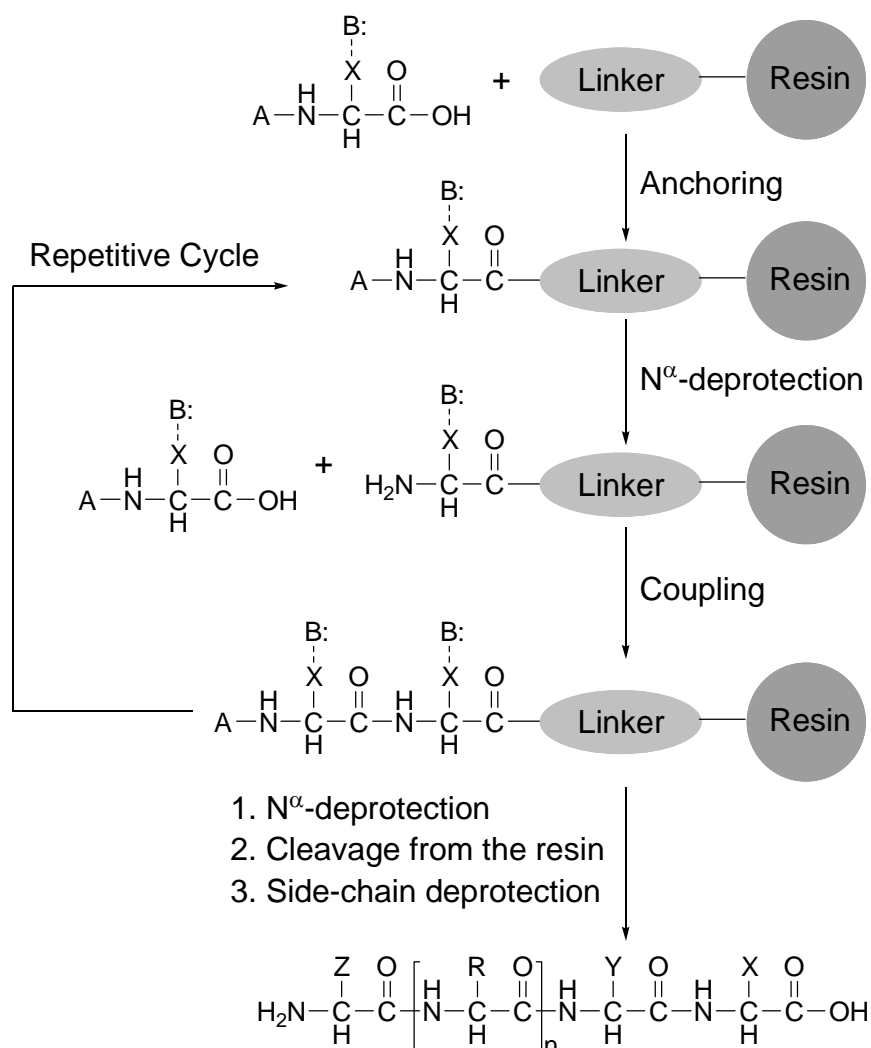 B:
X O
H
A—N—C—C—OH + Linker Resin
H
Anchoring
B:
Repetitive Cycle
X O
H
A—N—C—C— Linker Resin
H
Nα-deprotection
B: B:
X O + X O
H
A—N—C—C—OH H2N—C—C— Linker Resin
H H
Coupling
B: B:
X O X O
H H
A—N—C—C—N—C—C— Linker Resin
H H
1. Nα-deprotection
2. Cleavage from the resin
3. Side-chain deprotection
Z O R O Y O X O
H H H
H2N—C—C—[N—C—C]n—N—C—C—N—C—C—OH
H H H H